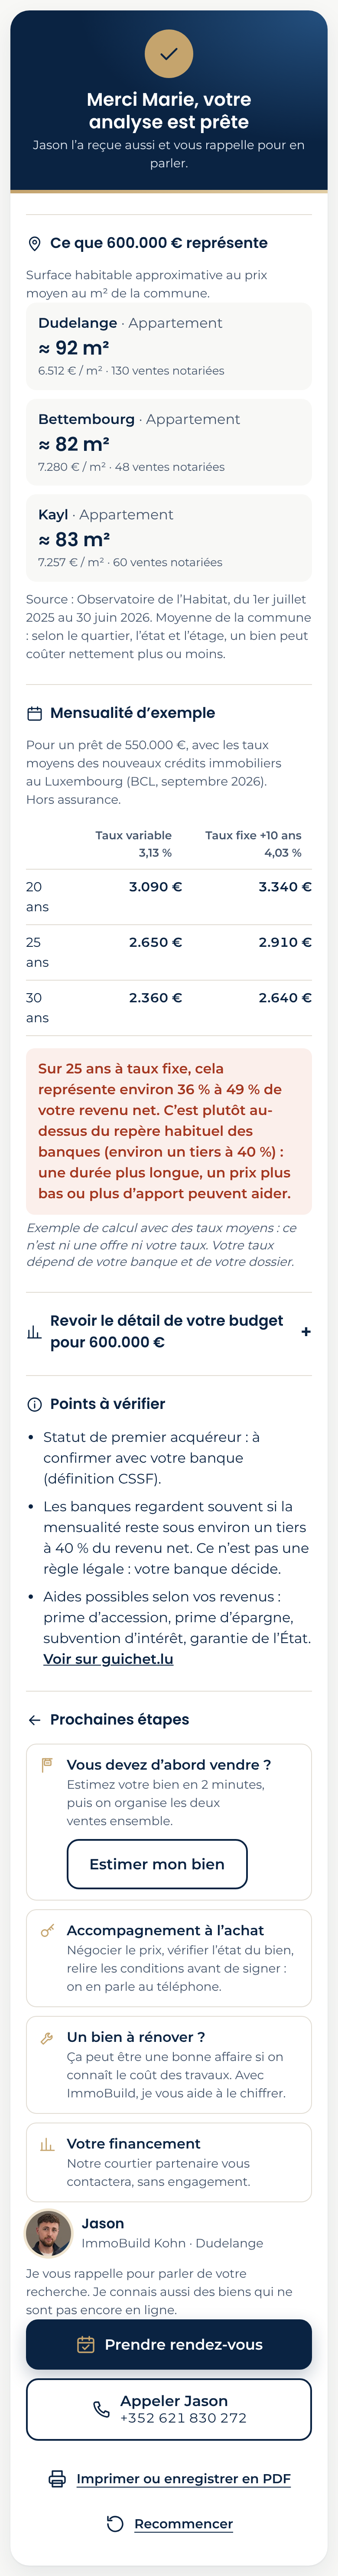 Merci Marie, votre
analyse est prête
Jason l’a reçue aussi et vous rappelle pour en
parler.
Ce que 600.000 € représente
Surface habitable approximative au prix
moyen au m² de la commune.
Dudelange · Appartement
≈ 92 m²
6.512 € / m² · 130 ventes notariées
Bettembourg · Appartement
≈ 82 m²
7.280 € / m² · 48 ventes notariées
Kayl · Appartement
≈ 83 m²
7.257 € / m² · 60 ventes notariées
Source : Observatoire de l’Habitat, du 1er juillet
2025 au 30 juin 2026. Moyenne de la commune
: selon le quartier, l’état et l’étage, un bien peut
coûter nettement plus ou moins.
Mensualité d’exemple
Pour un prêt de 550.000 €, avec les taux
moyens des nouveaux crédits immobiliers
au Luxembourg (BCL, septembre 2026).
Hors assurance.
Taux variable Taux fixe +10 ans
3,13 % 4,03 %
20 3.090 € 3.340 €
ans
25 2.650 € 2.910 €
ans
30 2.360 € 2.640 €
ans
Sur 25 ans à taux fixe, cela
représente environ 36 % à 49 % de
votre revenu net. C’est plutôt au-
dessus du repère habituel des
banques (environ un tiers à 40 %) :
une durée plus longue, un prix plus
bas ou plus d’apport peuvent aider.
Exemple de calcul avec des taux moyens : ce
n’est ni une offre ni votre taux. Votre taux
dépend de votre banque et de votre dossier.
Revoir le détail de votre budget
pour 600.000 €
+
Points à vérifier
• Statut de premier acquéreur : à
confirmer avec votre banque
(définition CSSF).
• Les banques regardent souvent si la
mensualité reste sous environ un tiers
à 40 % du revenu net. Ce n’est pas une
règle légale : votre banque décide.
• Aides possibles selon vos revenus :
prime d’accession, prime d’épargne,
subvention d’intérêt, garantie de l’État.
Voir sur guichet.lu
Prochaines étapes
Vous devez d’abord vendre ?
Estimez votre bien en 2 minutes,
puis on organise les deux
ventes ensemble.
Estimer mon bien
Accompagnement à l’achat
Négocier le prix, vérifier l’état du bien,
relire les conditions avant de signer :
on en parle au téléphone.
Un bien à rénover ?
Ça peut être une bonne affaire si on
connaît le coût des travaux. Avec
ImmoBuild, je vous aide à le chiffrer.
Votre financement
Notre courtier partenaire vous
contactera, sans engagement.
Jason
ImmoBuild Kohn · Dudelange
Je vous rappelle pour parler de votre
recherche. Je connais aussi des biens qui ne
sont pas encore en ligne.
Prendre rendez-vous
Appeler Jason
+352 621 830 272
Imprimer ou enregistrer en PDF
Recommencer